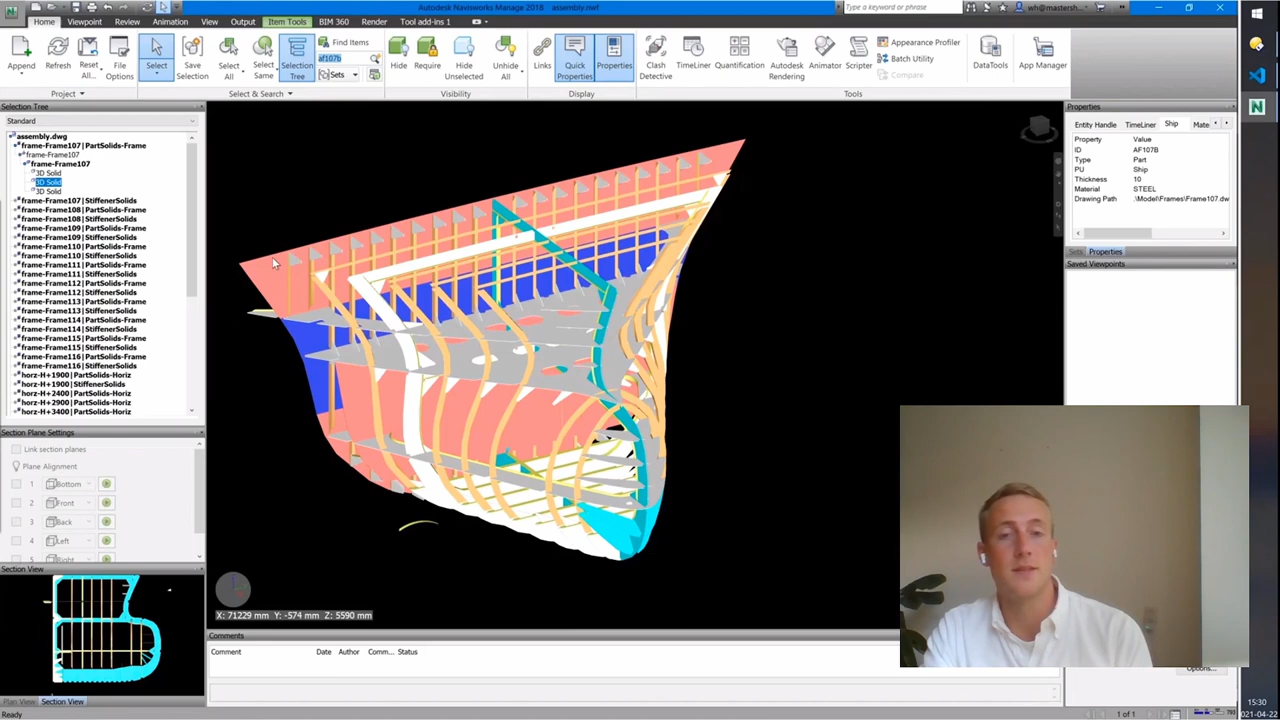 Autodesk Navisworks Manage 2018 assembly.nwf
Type a keyword or phrase
wh@mastersh...
Home Viewpoint Review Animation View Output Item Tools BIM 360 Render Tool add-ins 1
Append
Refresh
Reset All...
File Options
Select
Save Selection
Select All
Select Same
Selection Tree
Find Items
af107b
Sets
Hide
Require
Hide Unselected
Unhide All
Links
Quick Properties
Properties
Clash Detective
TimeLiner
Quantification
Autodesk Rendering
Animator
Scripter
Appearance Profiler
Batch Utility
Compare
DataTools
App Manager
Project
Select & Search
Visibility
Display
Tools
Selection Tree
Standard
assembly.dwg
frame-Frame107|PartSolids-Frame
frame-Frame107
frame-Frame107
3D Solid
3D Solid
3D Solid
frame-Frame107|StiffenerSolids
frame-Frame108|PartSolids-Frame
frame-Frame108|StiffenerSolids
frame-Frame109|PartSolids-Frame
frame-Frame109|StiffenerSolids
frame-Frame110|PartSolids-Frame
frame-Frame110|StiffenerSolids
frame-Frame111|PartSolids-Frame
frame-Frame111|StiffenerSolids
frame-Frame112|PartSolids-Frame
frame-Frame112|StiffenerSolids
frame-Frame113|PartSolids-Frame
frame-Frame113|StiffenerSolids
frame-Frame114|PartSolids-Frame
frame-Frame114|StiffenerSolids
frame-Frame115|PartSolids-Frame
frame-Frame115|StiffenerSolids
frame-Frame116|PartSolids-Frame
frame-Frame116|StiffenerSolids
horz-H+1900|PartSolids-Horiz
horz-H+1900|StiffenerSolids
horz-H+2400|PartSolids-Horiz
horz-H+2900|PartSolids-Horiz
horz-H+3400|PartSolids-Horiz
Section Plane Settings
Link section planes
Plane Alignment
1 Bottom
2 Front
3 Back
4 Left
5 Right
Section View
Plan View Section View
Ready
X: 71229 mm Y: -574 mm Z: 5590 mm
Comments
Comment Date Author Comm... Status
Properties
Entity Handle TimeLiner Ship Mate
Property Value
ID AF107B
Type Part
PU Ship
Thickness 10
Material STEEL
Drawing Path .\Model\Frames\Frame107.dw
Sets Properties
Saved Viewpoints
Options...
1 of 1
15:30
021-04-22